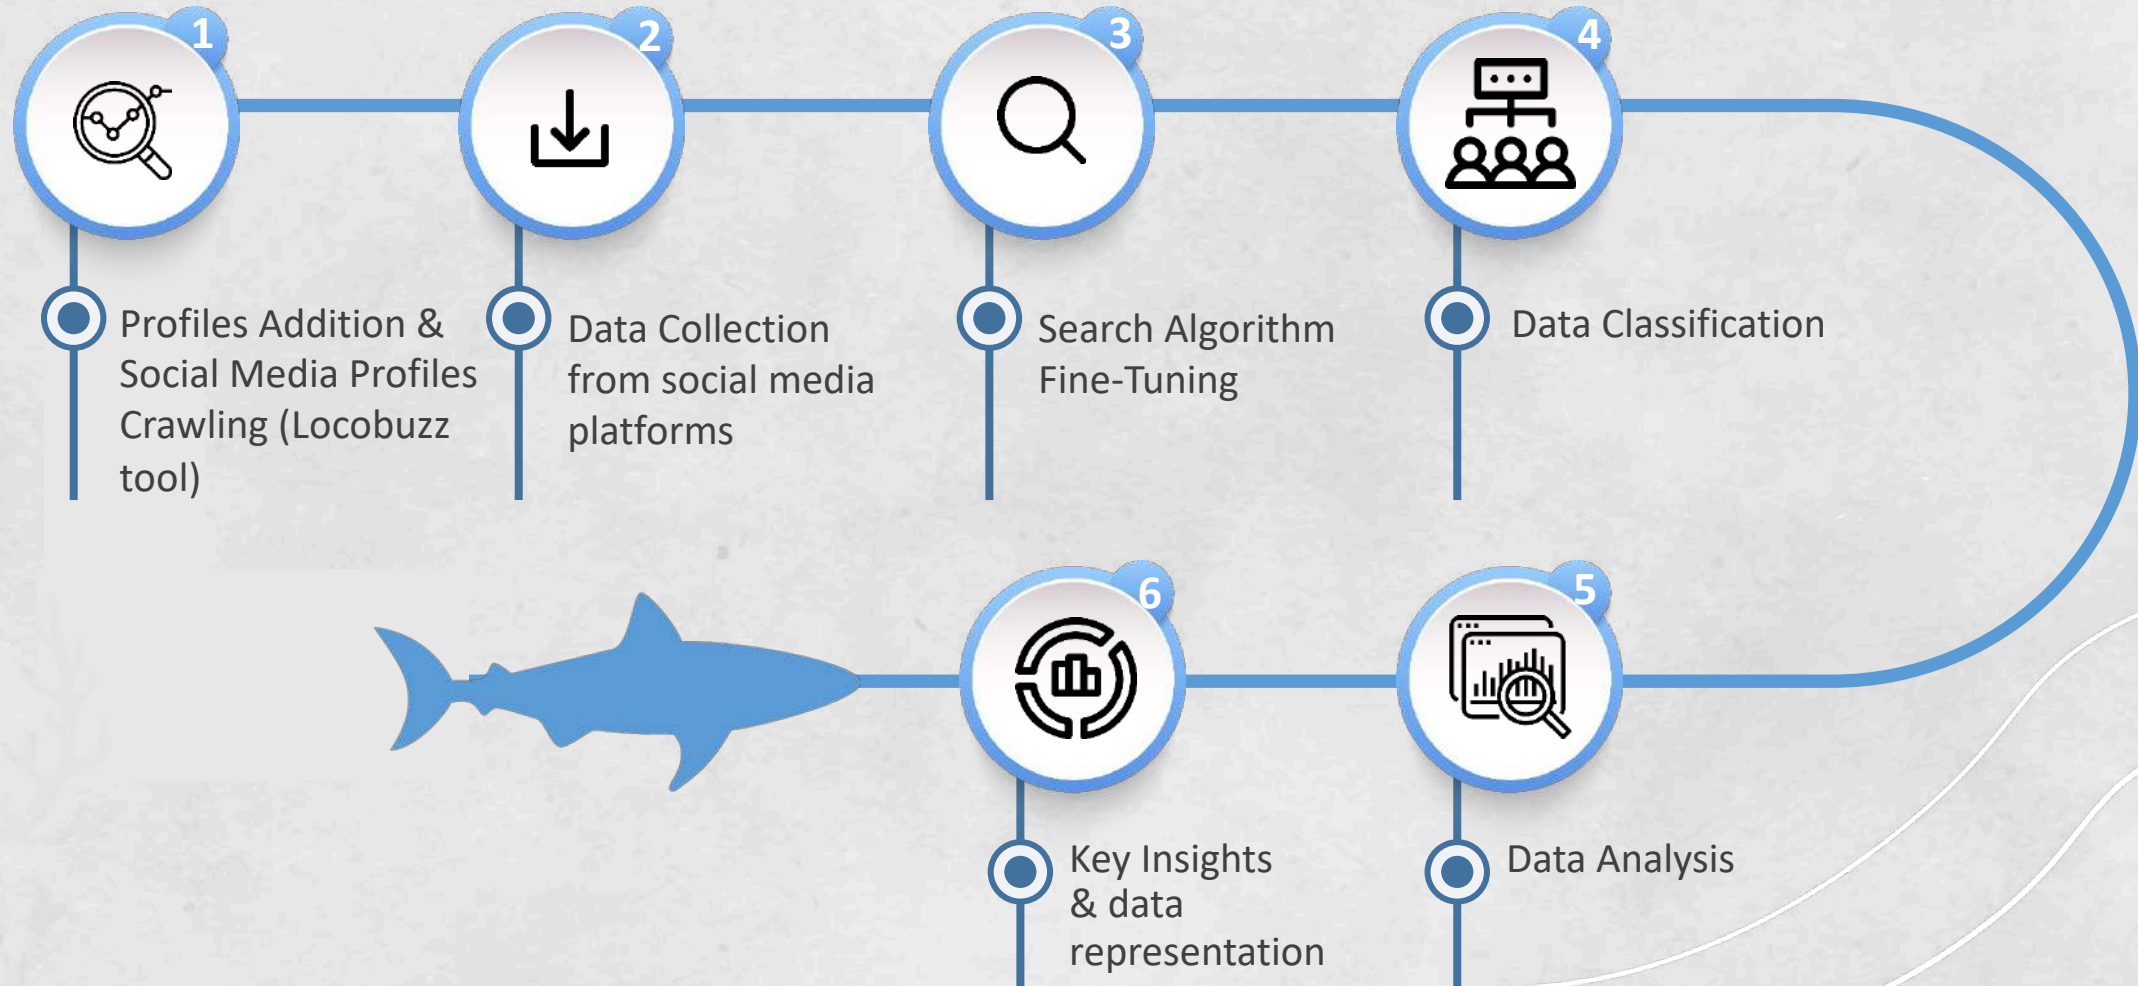 1
Profiles Addition &
Social Media Profiles
Crawling (Locobuzz
tool)
2
Data Collection
from social media
platforms
3
Search Algorithm
Fine-Tuning
4
Data Classification
5
Data Analysis
6
Key Insights
& data
representation